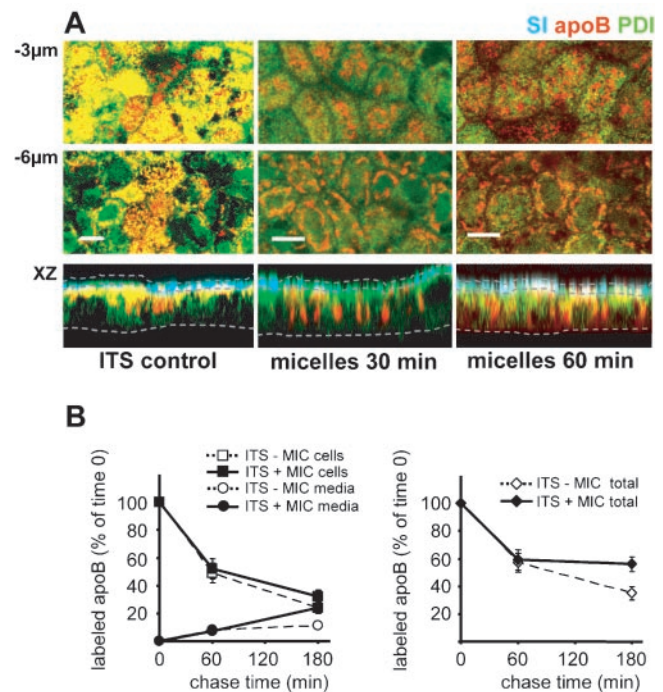 A
SI apoB PDI
-3µm
-6µm
XZ
ITS control
micelles 30 min
micelles 60 min
B
ITS - MIC cells
ITS + MIC cells
ITS - MIC media
ITS + MIC media
labeled apoB (% of time 0)
100
80
60
40
20
0 60 120 180
chase time (min)
ITS - MIC total
ITS + MIC total
labeled apoB (% of time 0)
100
80
60
40
20
0 60 120 180
chase time (min)